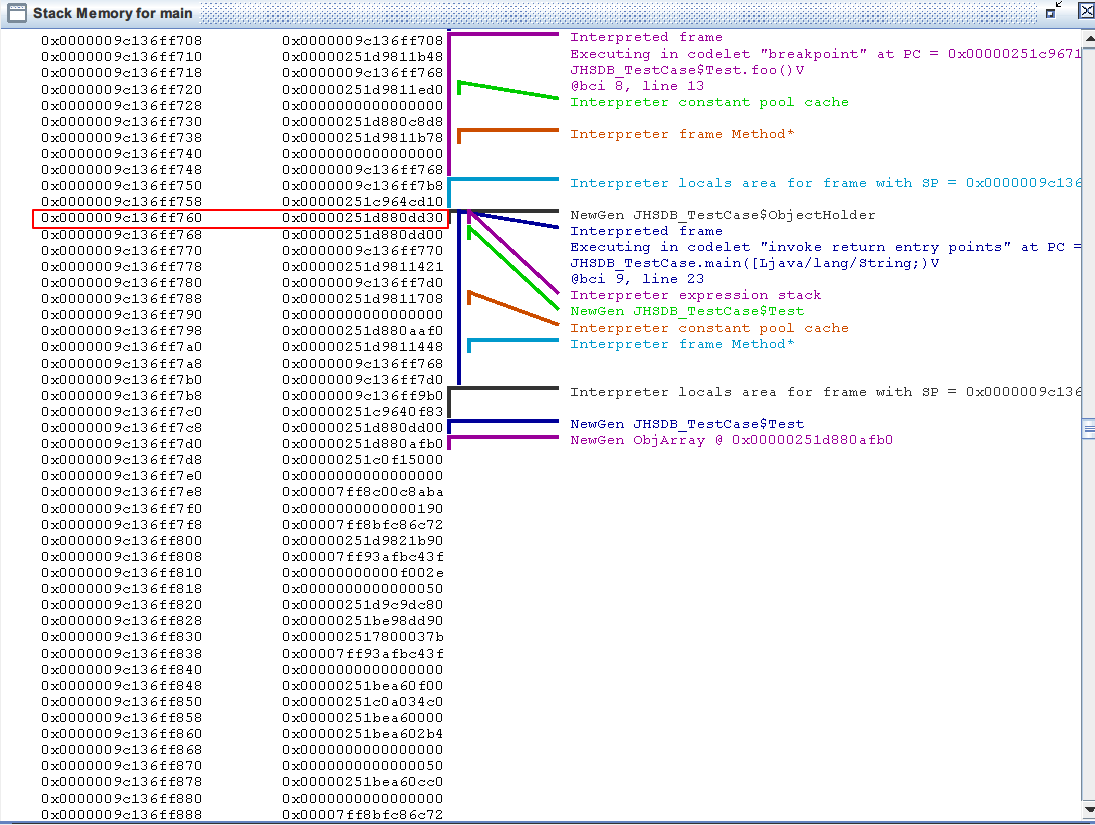 Stack Memory for main
0x0000009c136ff708 0x0000009c136ff708 Interpreted frame
0x0000009c136ff710 0x00000251d9811b48 Executing in codelet "breakpoint" at PC = 0x00000251c9671
0x0000009c136ff718 0x0000009c136ff768 JHSDB_TestCase$Test.foo()V
0x0000009c136ff720 0x00000251d9811ed0 @bci 8, line 13
0x0000009c136ff728 0x0000000000000000 Interpreter constant pool cache
0x0000009c136ff730 0x00000251d880c8d8
0x0000009c136ff738 0x00000251d9811b78 Interpreter frame Method*
0x0000009c136ff740 0x0000000000000000
0x0000009c136ff748 0x0000009c136ff768
0x0000009c136ff750 0x0000009c136ff7b8 Interpreter locals area for frame with SP = 0x0000009c136
0x0000009c136ff758 0x00000251c964cd10
0x0000009c136ff760 0x00000251d880dd30 NewGen JHSDB_TestCase$ObjectHolder
0x0000009c136ff768 0x00000251d880dd00 Interpreted frame
0x0000009c136ff770 0x0000009c136ff770 Executing in codelet "invoke return entry points" at PC =
0x0000009c136ff778 0x00000251d9811421 JHSDB_TestCase.main([Ljava/lang/String;)V
0x0000009c136ff780 0x0000009c136ff7d0 @bci 9, line 23
0x0000009c136ff788 0x00000251d9811708 Interpreter expression stack
0x0000009c136ff790 0x0000000000000000 NewGen JHSDB_TestCase$Test
0x0000009c136ff798 0x00000251d880aaf0 Interpreter constant pool cache
0x0000009c136ff7a0 0x00000251d9811448 Interpreter frame Method*
0x0000009c136ff7a8 0x0000009c136ff768
0x0000009c136ff7b0 0x0000009c136ff7d0
0x0000009c136ff7b8 0x0000009c136ff9b0 Interpreter locals area for frame with SP = 0x0000009c136
0x0000009c136ff7c0 0x00000251c9640f83
0x0000009c136ff7c8 0x00000251d880dd00 NewGen JHSDB_TestCase$Test
0x0000009c136ff7d0 0x00000251d880afb0 NewGen ObjArray @ 0x00000251d880afb0
0x0000009c136ff7d8 0x00000251c0f15000
0x0000009c136ff7e0 0x0000000000000000
0x0000009c136ff7e8 0x00007ff8c00c8aba
0x0000009c136ff7f0 0x0000000000000190
0x0000009c136ff7f8 0x00007ff8bfc86c72
0x0000009c136ff800 0x00000251d9821b90
0x0000009c136ff808 0x00007ff93afbc43f
0x0000009c136ff810 0x00000000000f002e
0x0000009c136ff818 0x0000000000000050
0x0000009c136ff820 0x00000251d9c9dc80
0x0000009c136ff828 0x00000251be98dd90
0x0000009c136ff830 0x000002517800037b
0x0000009c136ff838 0x00007ff93afbc43f
0x0000009c136ff840 0x0000000000000000
0x0000009c136ff848 0x00000251bea60f00
0x0000009c136ff850 0x00000251c0a034c0
0x0000009c136ff858 0x00000251bea60000
0x0000009c136ff860 0x00000251bea602b4
0x0000009c136ff868 0x0000000000000000
0x0000009c136ff870 0x0000000000000050
0x0000009c136ff878 0x00000251bea60cc0
0x0000009c136ff880 0x0000000000000000
0x0000009c136ff888 0x00007ff8bfc86c72